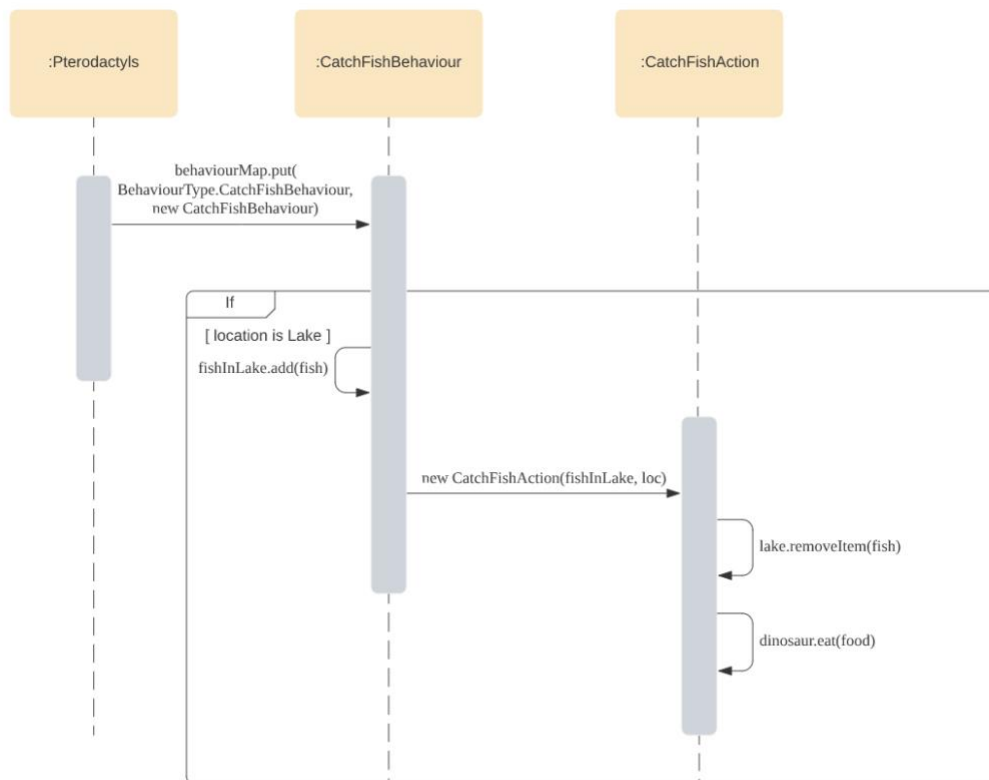 :Pterodactyls
:CatchFishBehaviour
:CatchFishAction
behaviourMap.put(
BehaviourType.CatchFishBehaviour,
new CatchFishBehaviour)
If
[ location is Lake ]
fishInLake.add(fish)
new CatchFishAction(fishInLake, loc)
lake.removeItem(fish)
dinosaur.eat(food)